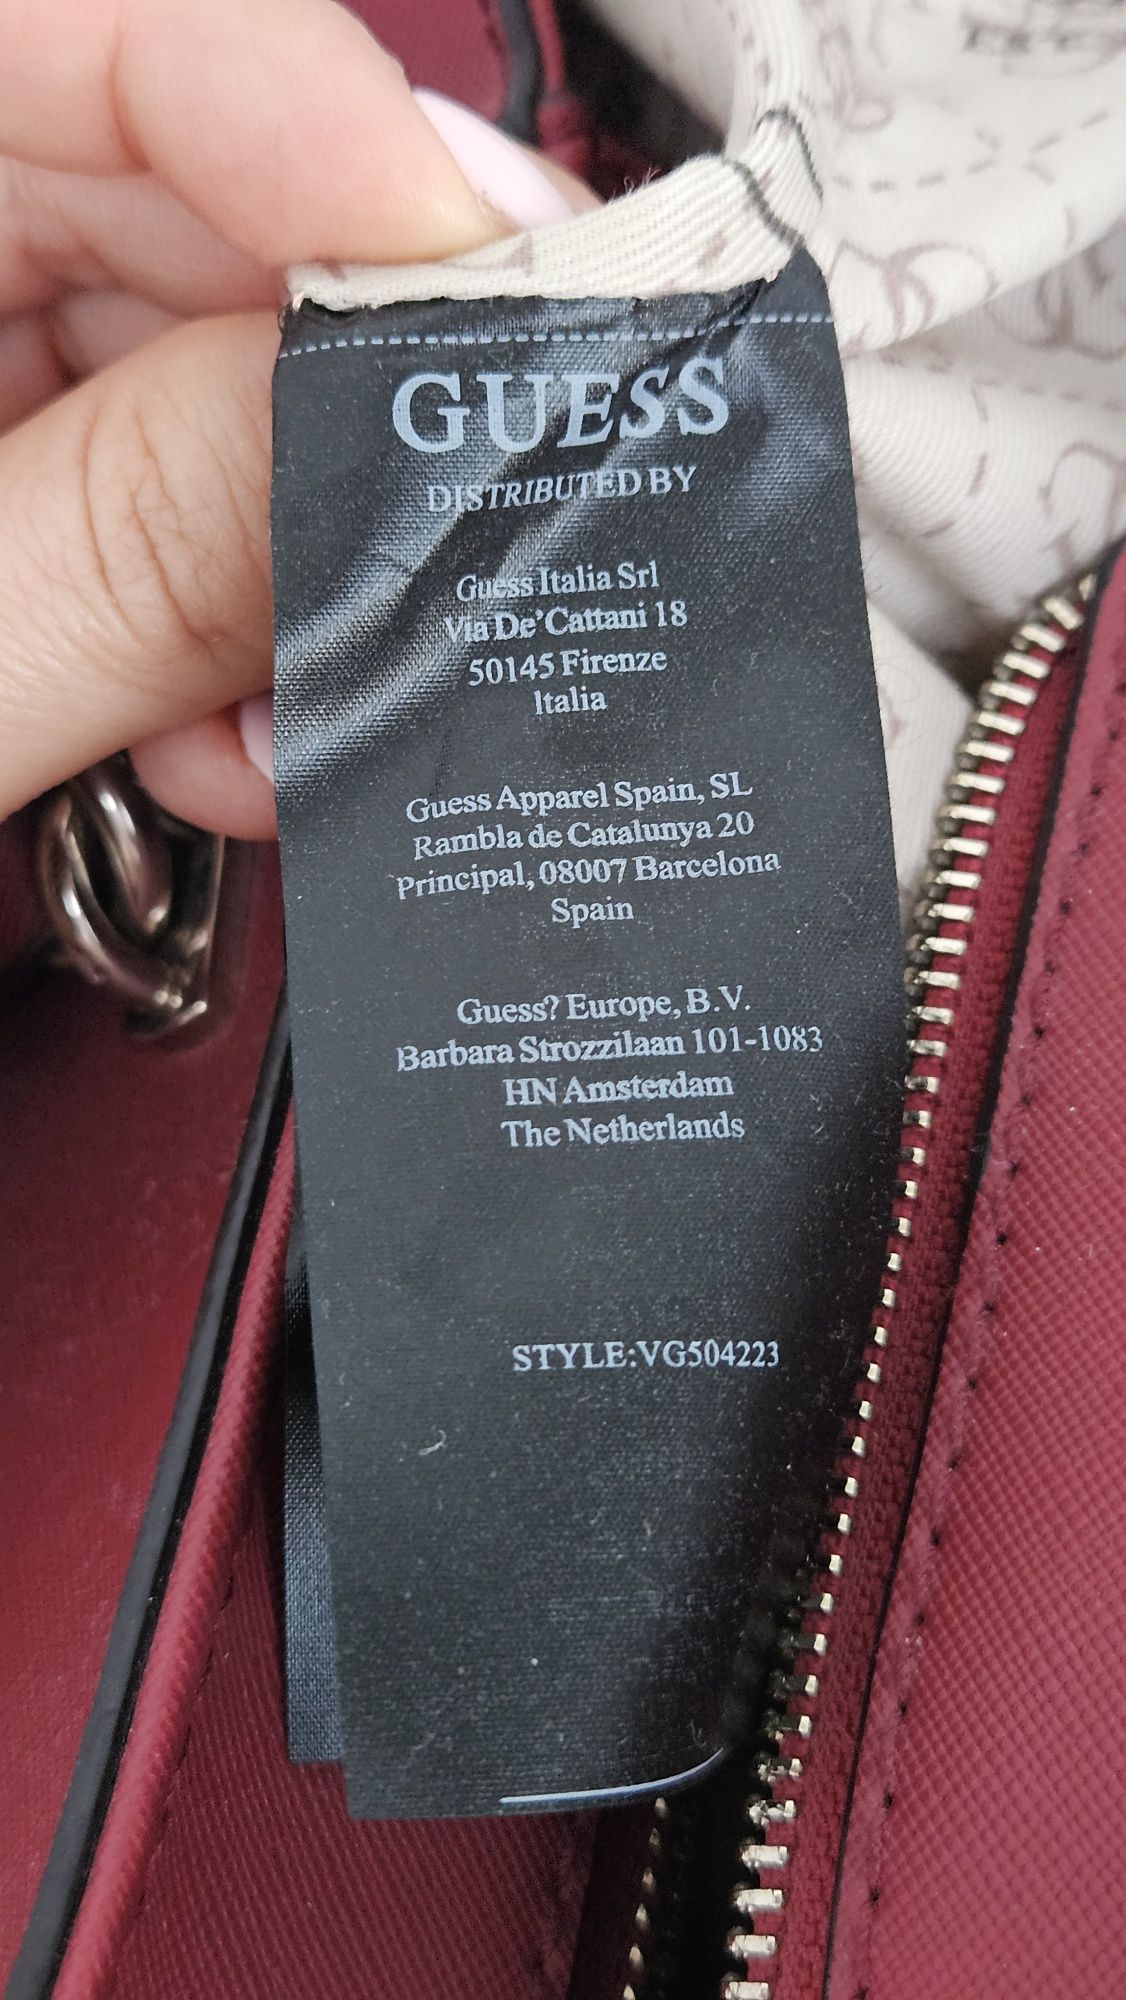 GUESS
DISTRIBUTED BY
Guess Italia Srl
Via De'Cattani 18
50145 Firenze
Italia
Guess Apparel Spain, SL
Rambla de Catalunya 20
Principal, 08007 Barcelona
Spain
Guess? Europe, B.V.
Barbara Strozzilaan 101-1083
HN Amsterdam
The Netherlands
STYLE:VG504223